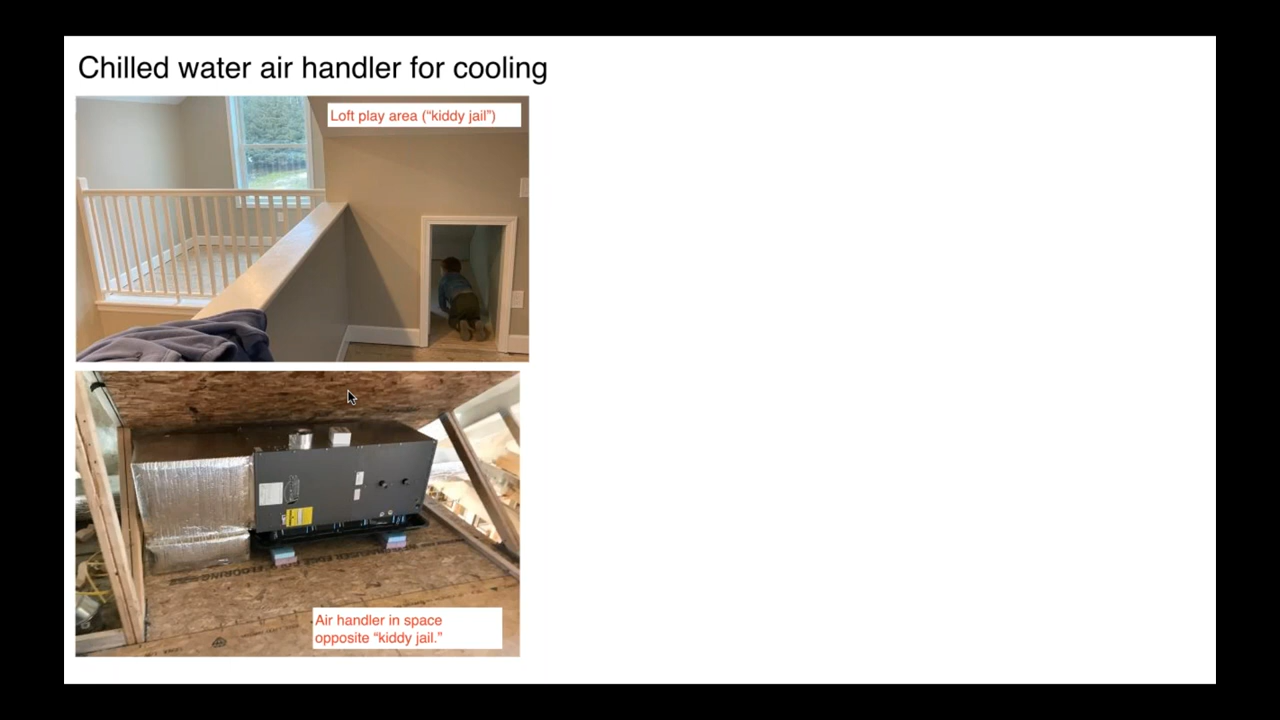 Chilled water air handler for cooling
Loft play area (“kiddy jail”)
Air handler in space
opposite “kiddy jail.”